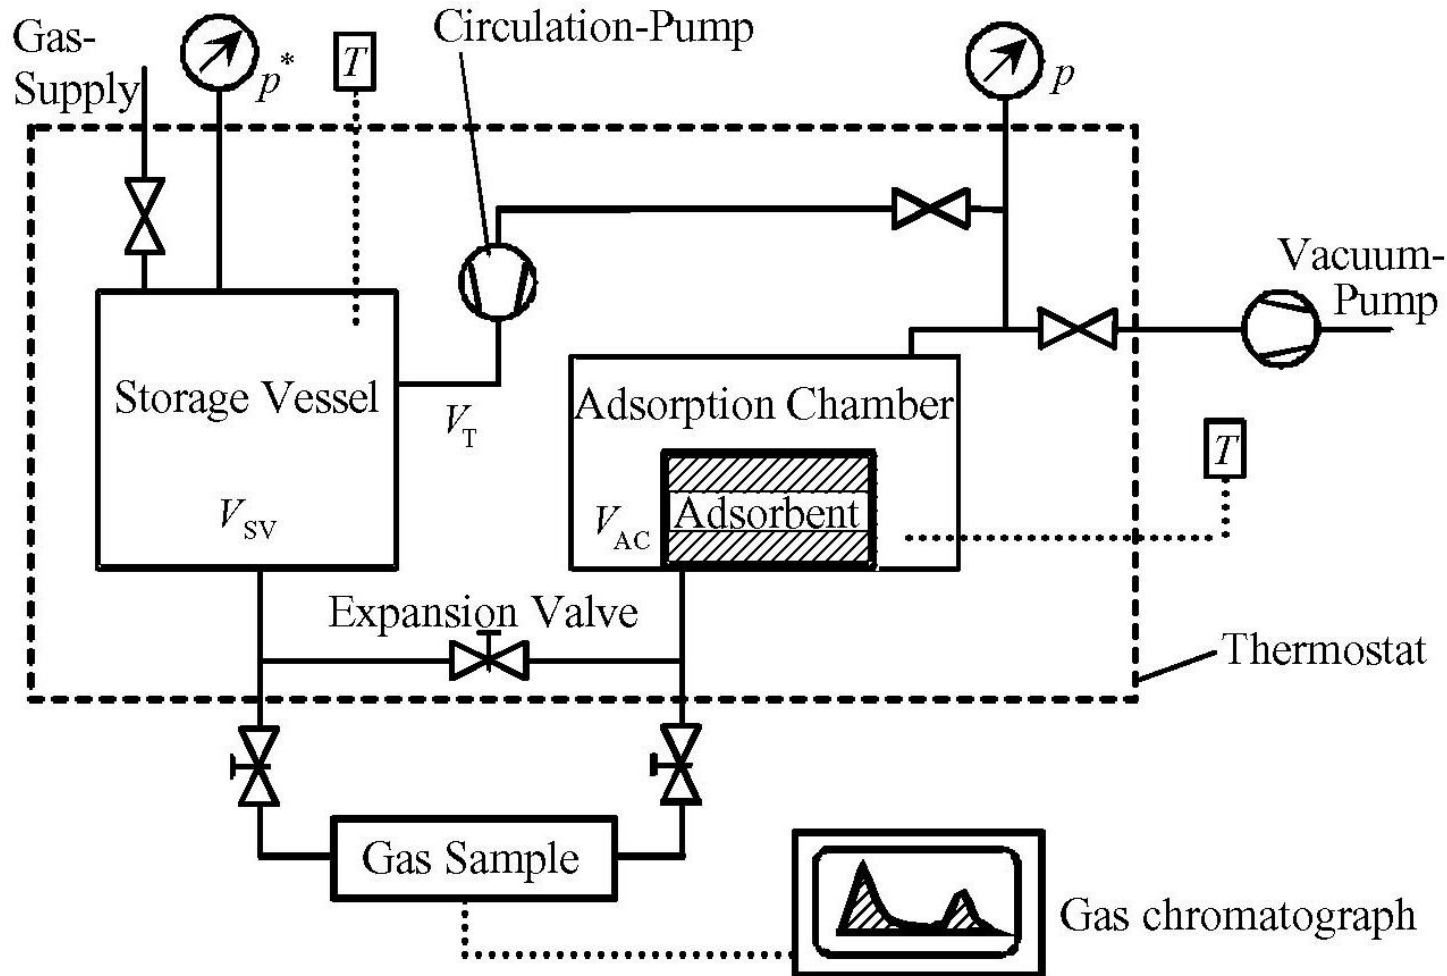 Gas-
Supply
p*
T
Circulation-Pump
p
Vacuum-
Pump
Storage Vessel
V_T
Adsorption Chamber
T
V_SV
V_AC
Adsorbent
Expansion Valve
Thermostat
Gas Sample
Gas chromatograph